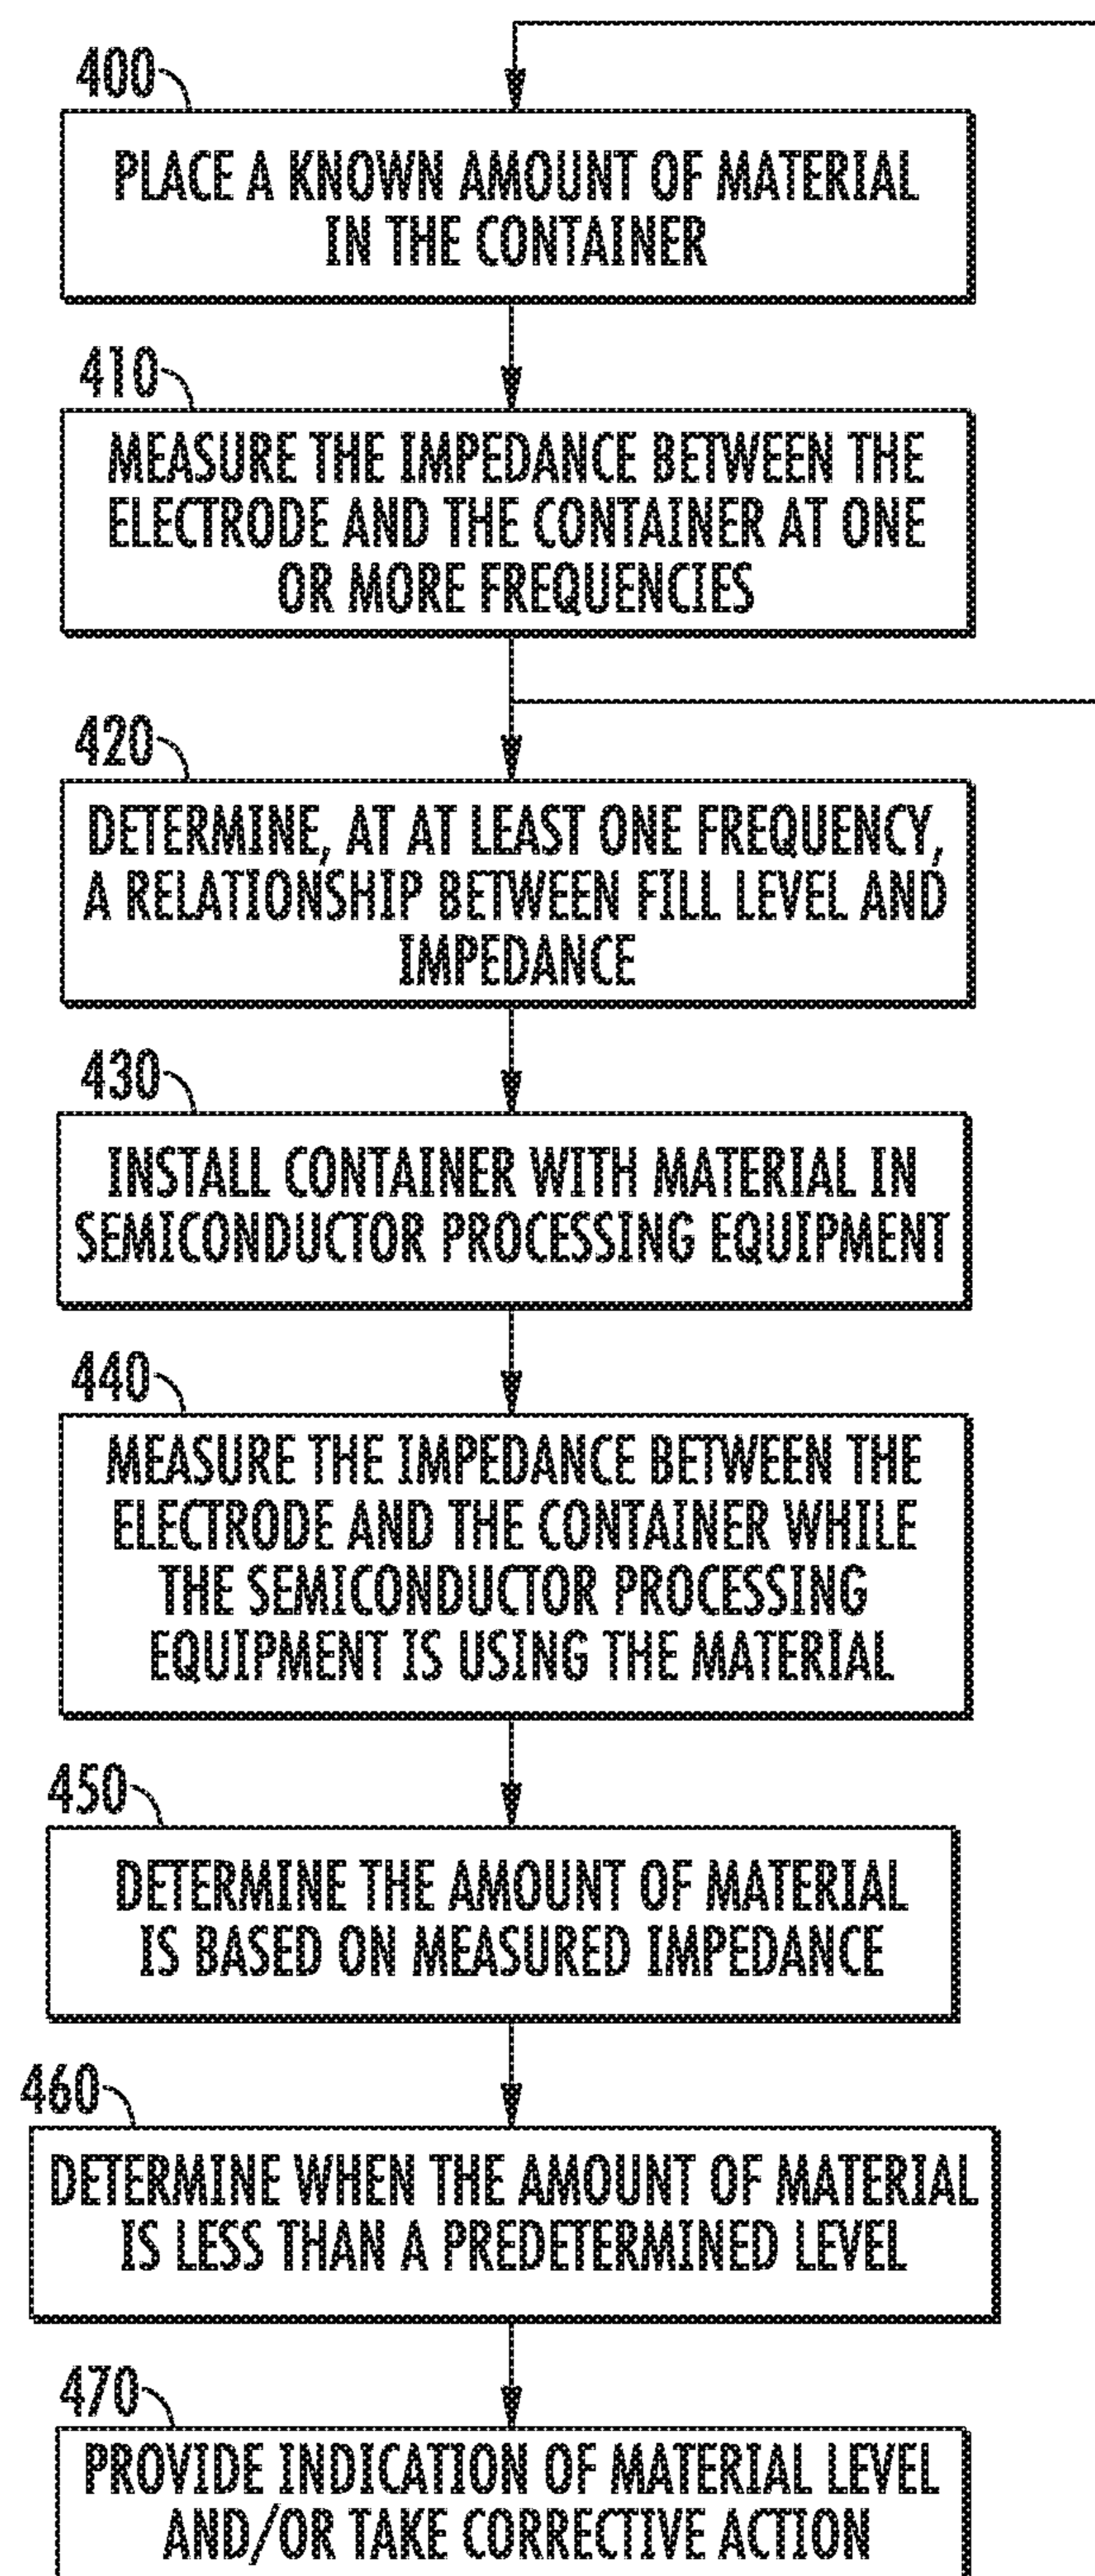 400
PLACE A KNOWN AMOUNT OF MATERIAL
IN THE CONTAINER
410
MEASURE THE IMPEDANCE BETWEEN THE
ELECTRODE AND THE CONTAINER AT ONE
OR MORE FREQUENCIES
420
DETERMINE, AT AT LEAST ONE FREQUENCY,
A RELATIONSHIP BETWEEN FILL LEVEL AND
IMPEDANCE
430
INSTALL CONTAINER WITH MATERIAL IN
SEMICONDUCTOR PROCESSING EQUIPMENT
440
MEASURE THE IMPEDANCE BETWEEN THE
ELECTRODE AND THE CONTAINER WHILE
THE SEMICONDUCTOR PROCESSING
EQUIPMENT IS USING THE MATERIAL
450
DETERMINE THE AMOUNT OF MATERIAL
IS BASED ON MEASURED IMPEDANCE
460
DETERMINE WHEN THE AMOUNT OF MATERIAL
IS LESS THAN A PREDETERMINED LEVEL
470
PROVIDE INDICATION OF MATERIAL LEVEL
AND/OR TAKE CORRECTIVE ACTION